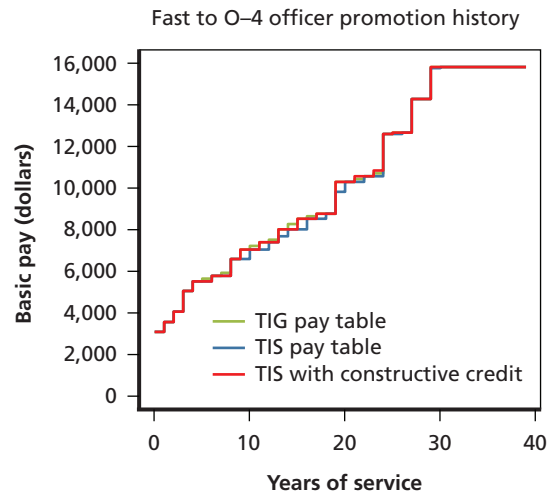 Fast to O–4 officer promotion history
Basic pay (dollars)
16,000
14,000
12,000
10,000
8,000
6,000
4,000
2,000
0
TIG pay table
TIS pay table
TIS with constructive credit
0 10 20 30 40
Years of service